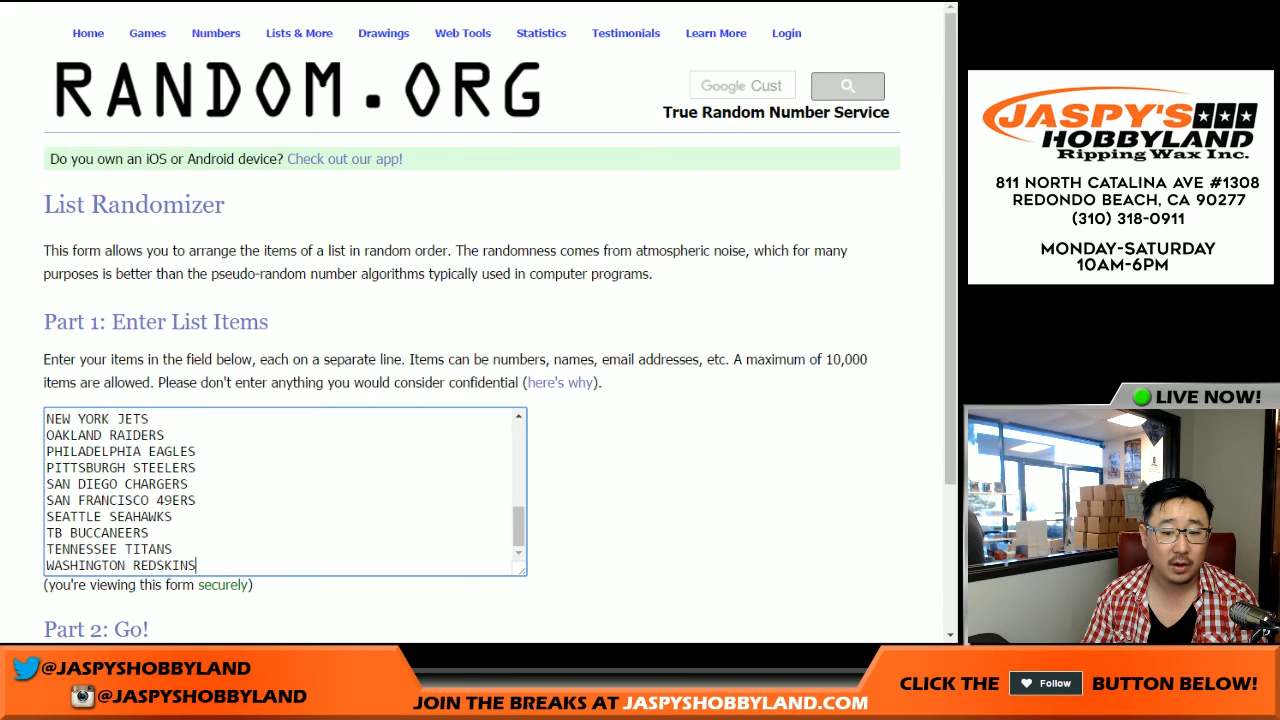 Home Games Numbers Lists & More Drawings Web Tools Statistics Testimonials Learn More Login
RANDOM.ORG
Google Cust
True Random Number Service
Do you own an iOS or Android device? Check out our app!
List Randomizer
This form allows you to arrange the items of a list in random order. The randomness comes from atmospheric noise, which for many
purposes is better than the pseudo-random number algorithms typically used in computer programs.
Part 1: Enter List Items
Enter your items in the field below, each on a separate line. Items can be numbers, names, email addresses, etc. A maximum of 10,000
items are allowed. Please don't enter anything you would consider confidential (here's why).
NEW YORK JETS
OAKLAND RAIDERS
PHILADELPHIA EAGLES
PITTSBURGH STEELERS
SAN DIEGO CHARGERS
SAN FRANCISCO 49ERS
SEATTLE SEAHAWKS
TB BUCCANEERS
TENNESSEE TITANS
WASHINGTON REDSKINS
(you're viewing this form securely)
Part 2: Go!
JASPY'S
HOBBYLAND
Ripping Wax Inc.
811 NORTH CATALINA AVE #1308
REDONDO BEACH, CA 90277
(310) 318-0911
MONDAY-SATURDAY
10AM-6PM
LIVE NOW!
@JASPYSHOBBYLAND
@JASPYSHOBBYLAND
JOIN THE BREAKS AT JASPYSHOBBYLAND.COM
CLICK THE Follow BUTTON BELOW!